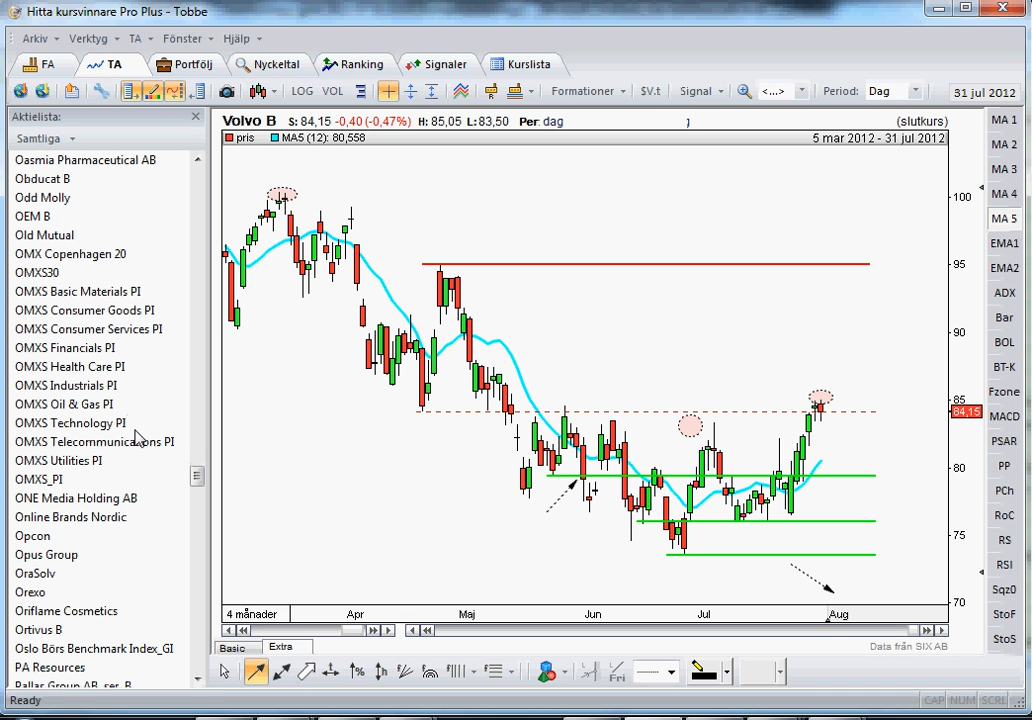 Hitta kursvinnare Pro Plus - Tobbe
Arkiv Verktyg TA Fönster Hjälp
FA TA Portfölj Nyckeltal Ranking Signaler Kurslista
LOG VOL Formationer $V.t Signal <...> Period: Dag 31 jul 2012
Aktielista:
Samtliga
Oasmia Pharmaceutical AB
Obducat B
Odd Molly
OEM B
Old Mutual
OMX Copenhagen 20
OMXS30
OMXS Basic Materials PI
OMXS Consumer Goods PI
OMXS Consumer Services PI
OMXS Financials PI
OMXS Health Care PI
OMXS Industrials PI
OMXS Oil & Gas PI
OMXS Technology PI
OMXS Telecommunications PI
OMXS Utilities PI
OMXS_PI
ONE Media Holding AB
Online Brands Nordic
Opcon
Opus Group
OraSolv
Orexo
Oriflame Cosmetics
Ortivus B
Oslo Börs Benchmark Index_GI
PA Resources
Pallas Group AB, ser. B
Volvo B S: 84,15 -0,40 (-0,47%) H: 85,05 L: 83,50 Per: dag (slutkurs)
pris MA5 (12): 80,558 5 mar 2012 - 31 jul 2012
100
95
90
85
84,15
80
75
70
4 månader Apr Maj Jun Jul Aug
Basic Extra Data från SIX AB
Fri
MA 1
MA 2
MA 3
MA 4
MA 5
EMA1
EMA2
ADX
Bar
BOL
BT-K
Fzone
MACD
PSAR
PP
PCh
RoC
RS
RSI
Sqz0
StoF
StoS
Ready CAP NUM SCRL